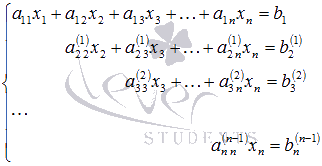 a₁₁x₁ + a₁₂x₂ + a₁₃x₃ + … + a₁ₙxₙ = b₁
a₂₂⁽¹⁾x₂ + a₂₃⁽¹⁾x₃ + … + a₂ₙ⁽¹⁾xₙ = b₂⁽¹⁾
a₃₃⁽²⁾x₃ + … + a₃ₙ⁽²⁾xₙ = b₃⁽²⁾
…
aₙₙ⁽ⁿ⁻¹⁾xₙ = bₙ⁽ⁿ⁻¹⁾
Lever
STUDENTS